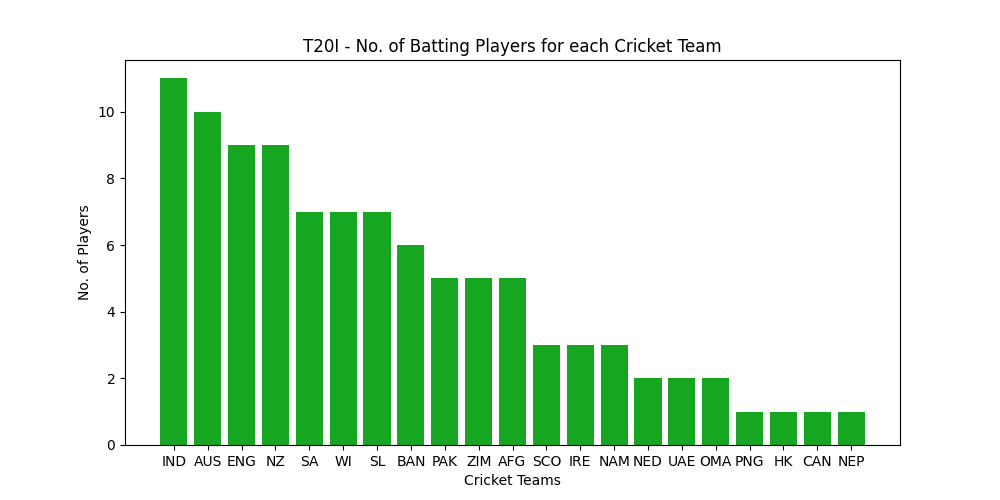 T20I - No. of Batting Players for each Cricket Team
No. of Players
10
8
6
4
2
0
IND AUS ENG NZ SA WI SL BAN PAK ZIM AFG SCO IRE NAM NED UAE OMA PNG HK CAN NEP
Cricket Teams